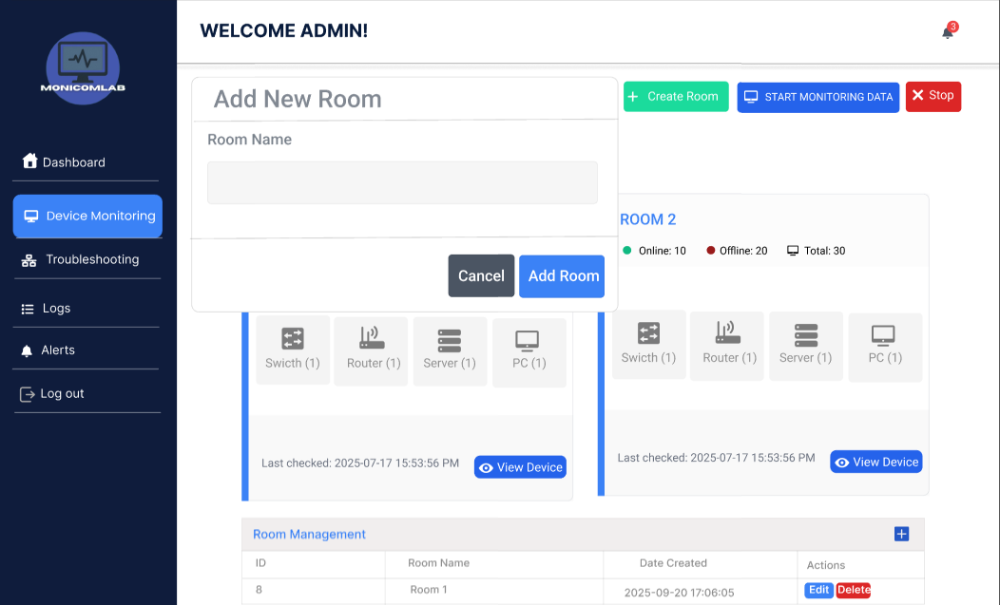 WELCOME ADMIN!
3
MONICOMLAB
Dashboard
Device Monitoring
Troubleshooting
Logs
Alerts
Log out
Add New Room
Room Name
Cancel
Add Room
+ Create Room
START MONITORING DATA
Stop
ROOM 2
Online: 10 Offline: 20 Total: 30
Swicth (1) Router (1) Server (1) PC (1)
Last checked: 2025-07-17 15:53:56 PM View Device
Swicth (1) Router (1) Server (1) PC (1)
Last checked: 2025-07-17 15:53:56 PM View Device
Room Management
ID Room Name Date Created Actions
8 Room 1 2025-09-20 17:06:05 Edit Delete